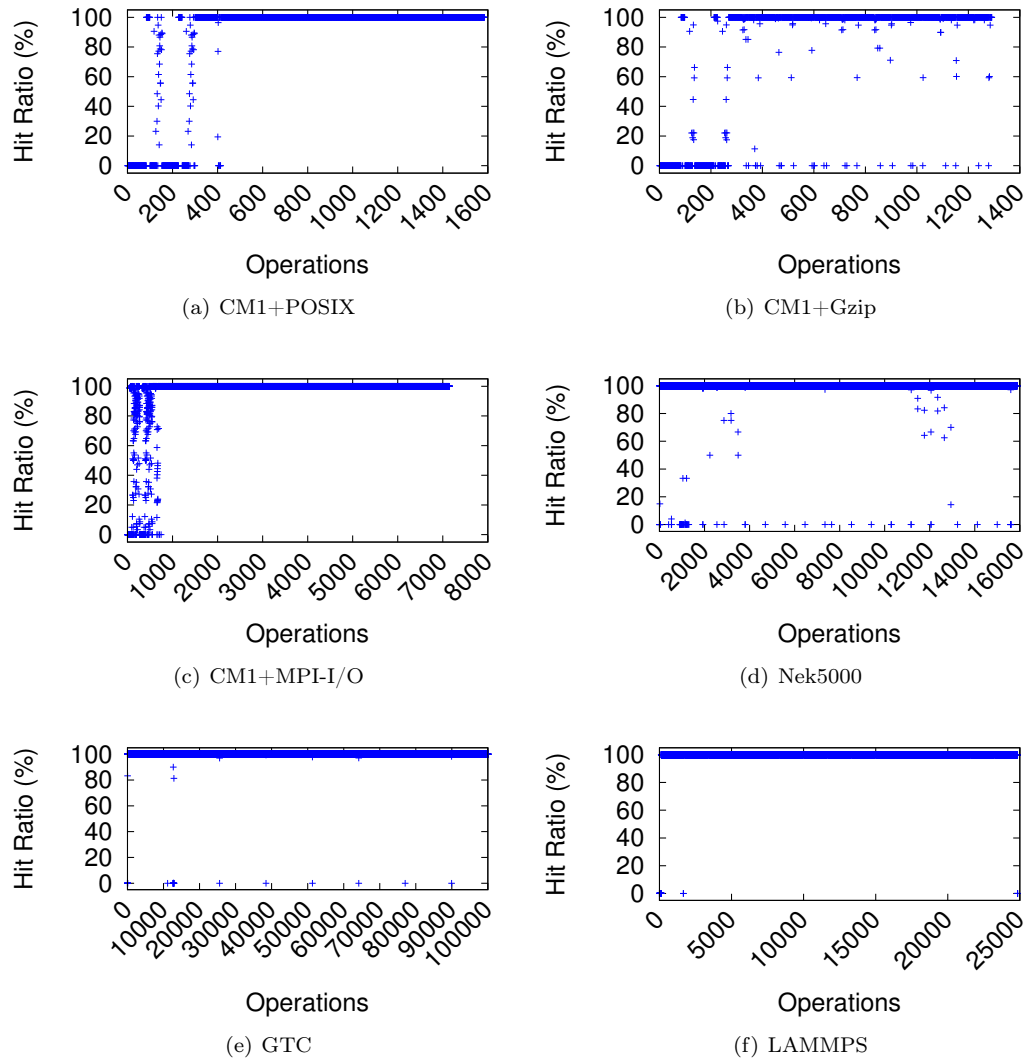 Hit Ratio (%)
100
80
60
40
20
0
0 200 400 600 800 1000 1200 1400 1600
Operations
(a) CM1+POSIX
Hit Ratio (%)
100
80
60
40
20
0
0 200 400 600 800 1000 1200 1400
Operations
(b) CM1+Gzip
Hit Ratio (%)
100
80
60
40
20
0
0 1000 2000 3000 4000 5000 6000 7000 8000
Operations
(c) CM1+MPI-I/O
Hit Ratio (%)
100
80
60
40
20
0
0 2000 4000 6000 8000 10000 12000 14000 16000
Operations
(d) Nek5000
Hit Ratio (%)
100
80
60
40
20
0
0 10000 20000 30000 40000 50000 60000 70000 80000 90000 100000
Operations
(e) GTC
Hit Ratio (%)
100
80
60
40
20
0
0 5000 10000 15000 20000 25000
Operations
(f) LAMMPS